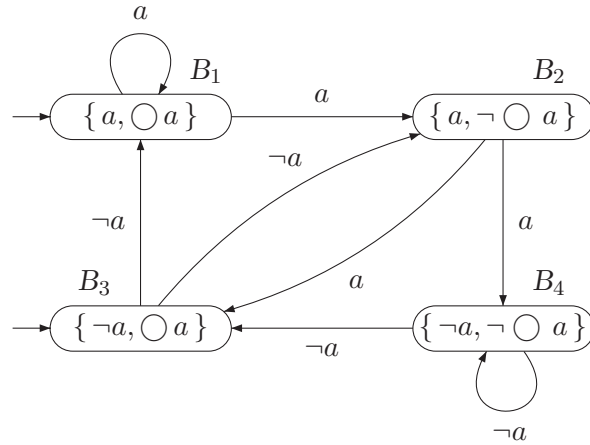 a
B₁
B₂
{ a, ◯ a }
a
{ a, ¬ ◯ a }
¬a
¬a
a
a
B₃
B₄
{ ¬a, ◯ a }
¬a
{ ¬a, ¬ ◯ a }
¬a